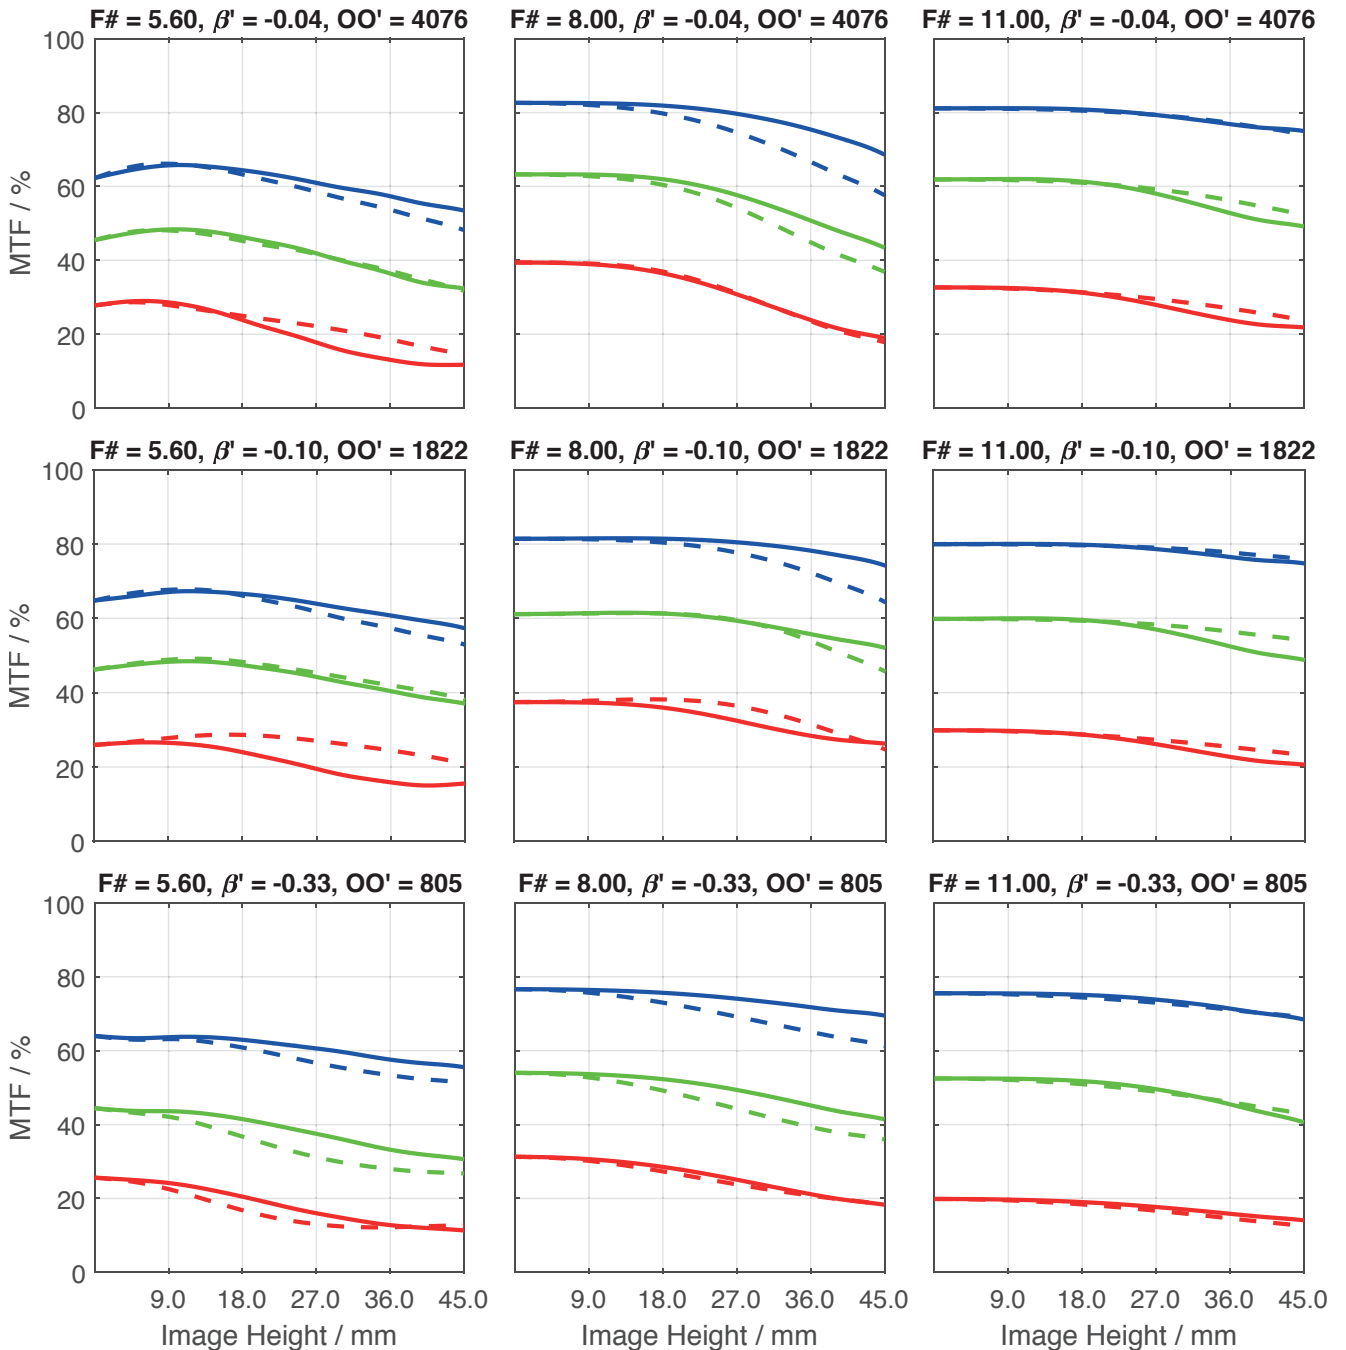 F# = 5.60, β' = -0.04, OO' = 4076
F# = 8.00, β' = -0.04, OO' = 4076
F# = 11.00, β' = -0.04, OO' = 4076
100
80
60
40
20
0
MTF / %
F# = 5.60, β' = -0.10, OO' = 1822
F# = 8.00, β' = -0.10, OO' = 1822
F# = 11.00, β' = -0.10, OO' = 1822
100
80
60
40
20
0
MTF / %
F# = 5.60, β' = -0.33, OO' = 805
F# = 8.00, β' = -0.33, OO' = 805
F# = 11.00, β' = -0.33, OO' = 805
100
80
60
40
20
0
MTF / %
9.0 18.0 27.0 36.0 45.0
9.0 18.0 27.0 36.0 45.0
9.0 18.0 27.0 36.0 45.0
Image Height / mm
Image Height / mm
Image Height / mm